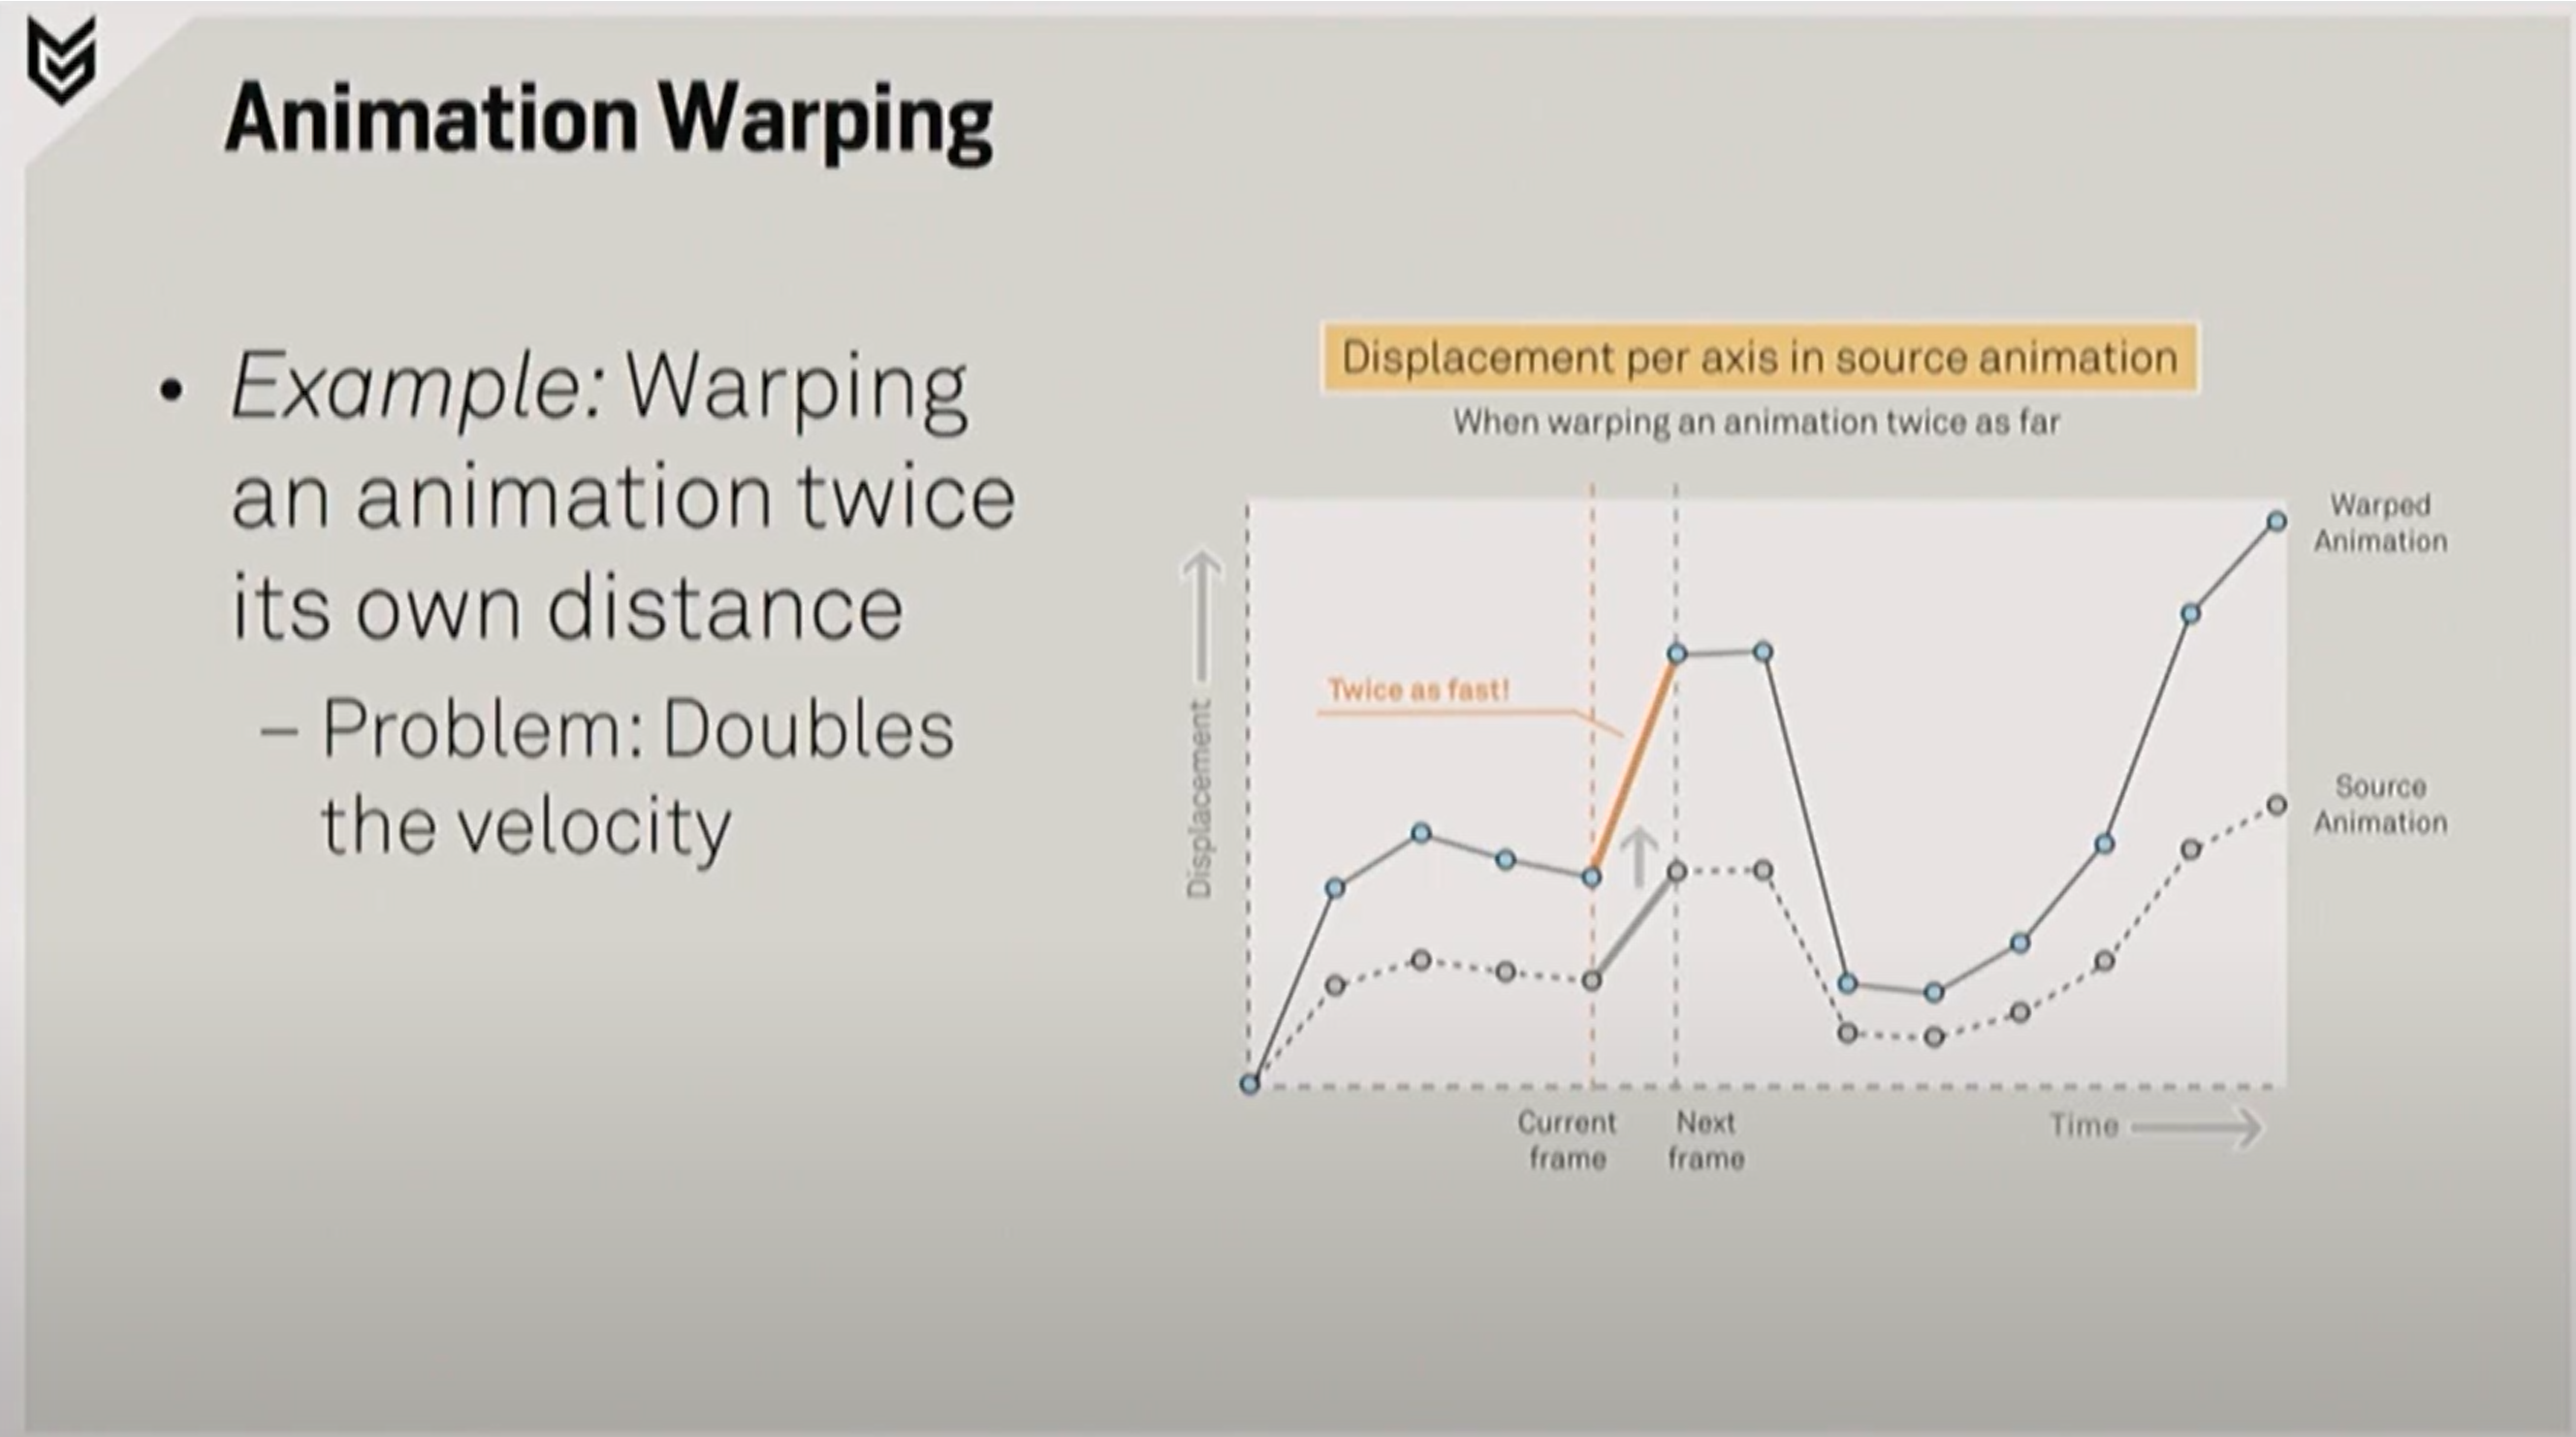 Animation Warping
• Example: Warping
an animation twice
its own distance
– Problem: Doubles
the velocity
Displacement per axis in source animation
When warping an animation twice as far
Warped
Animation
Twice as fast!
Displacement
Source
Animation
Current
frame
Next
frame
Time